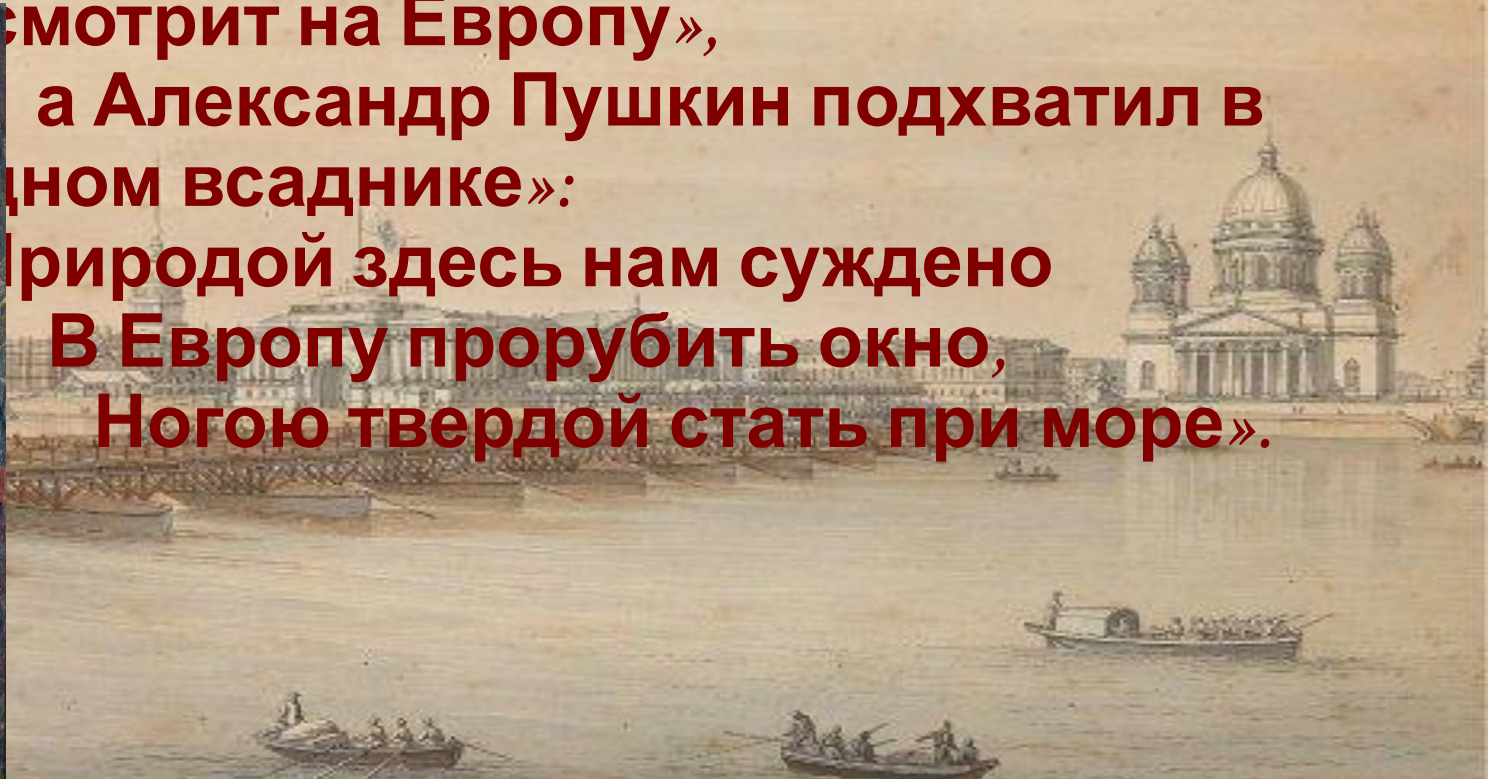 смотрит на Европу»,
а Александр Пушкин подхватил в
дном всаднике»:
Природой здесь нам суждено
В Европу прорубить окно,
Ногою твердой стать при море».